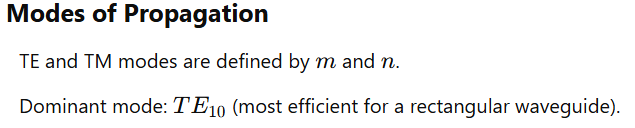 Modes of Propagation
TE and TM modes are defined by m and n.
Dominant mode: TE₁₀ (most efficient for a rectangular waveguide).